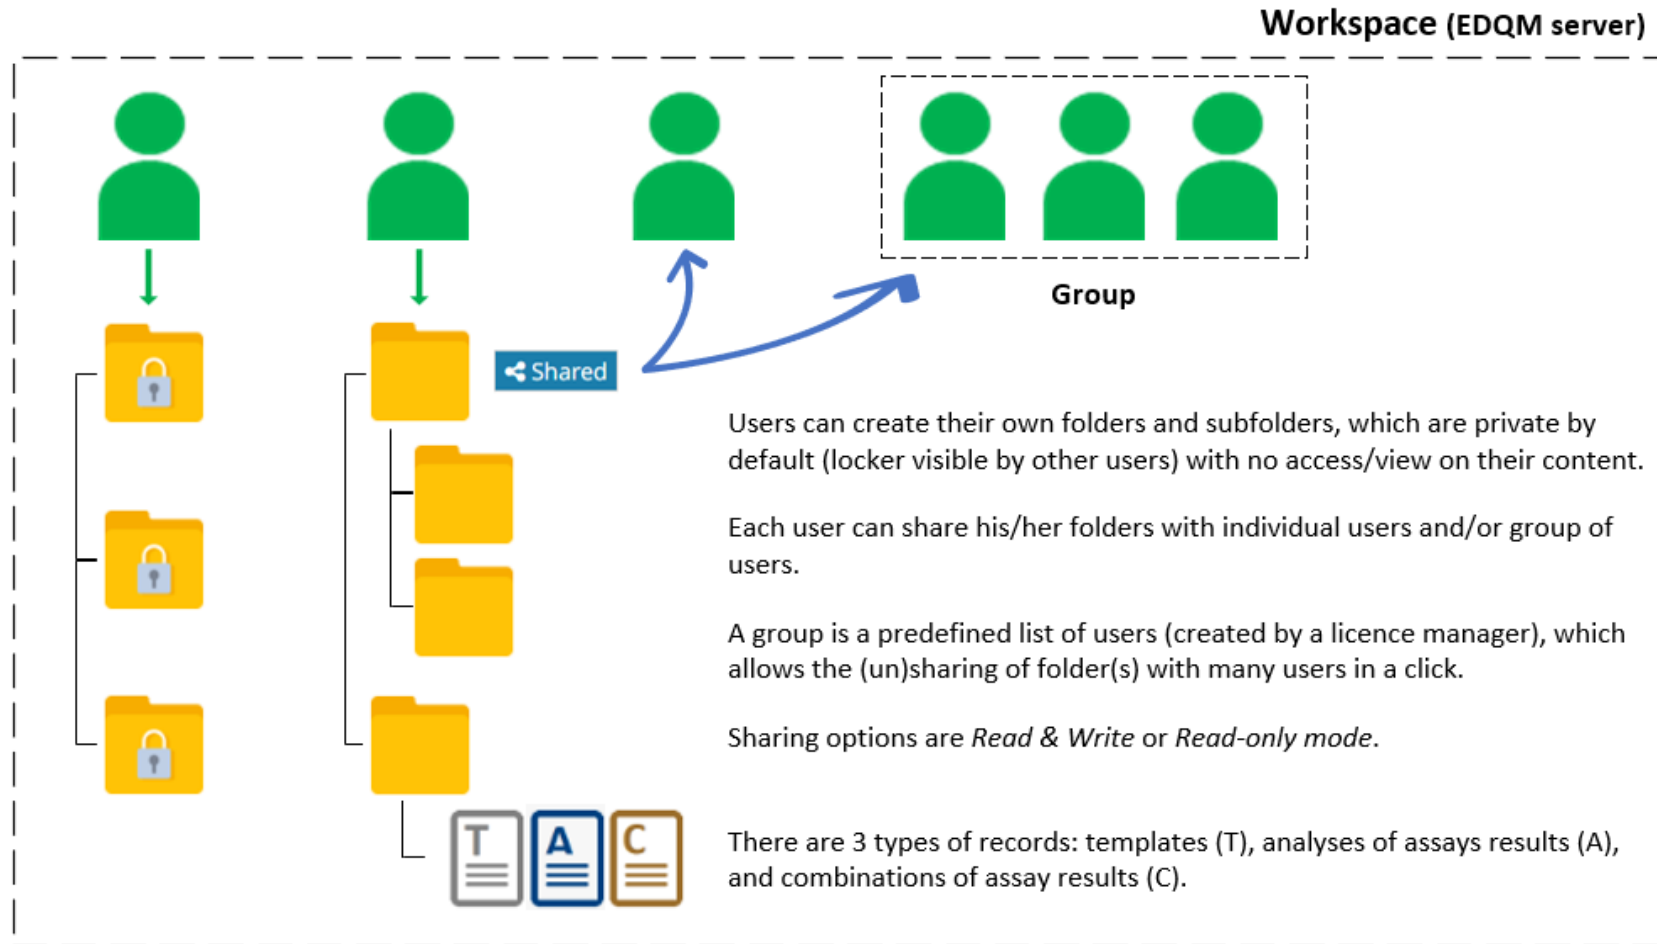 Workspace (EDQM server)
Group
Shared
Users can create their own folders and subfolders, which are private by
default (locker visible by other users) with no access/view on their content.
Each user can share his/her folders with individual users and/or group of
users.
A group is a predefined list of users (created by a licence manager), which
allows the (un)sharing of folder(s) with many users in a click.
Sharing options are Read & Write or Read-only mode.
T A C
There are 3 types of records: templates (T), analyses of assays results (A),
and combinations of assay results (C).